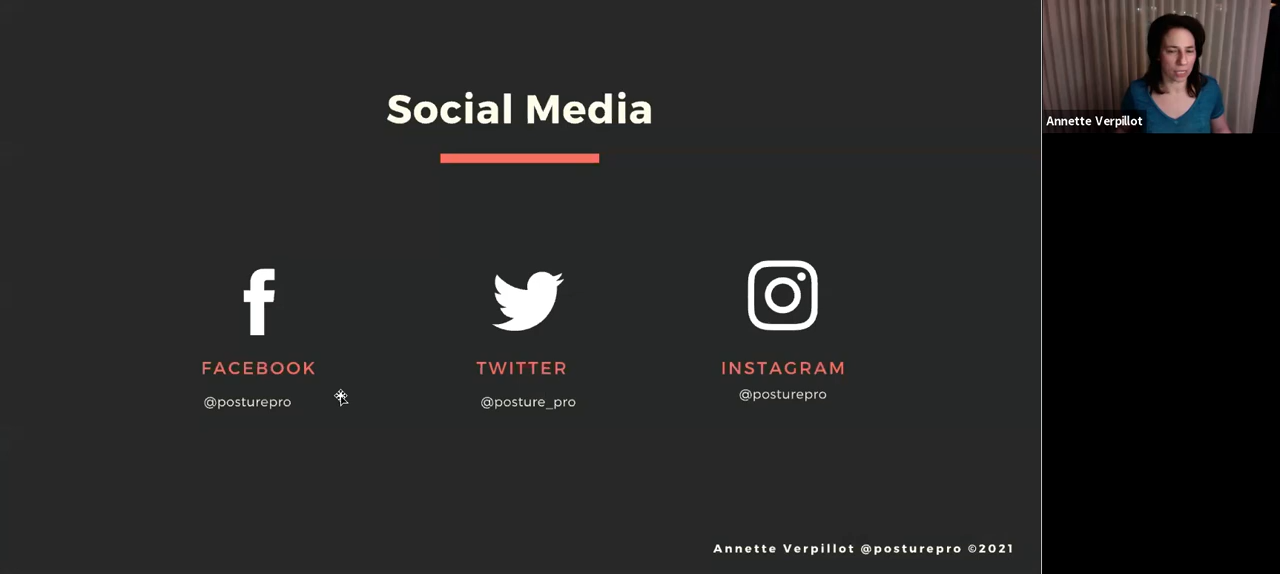 Social Media
FACEBOOK
@posturepro
TWITTER
@posture_pro
INSTAGRAM
@posturepro
Annette Verpillot @posturepro ©2021
Annette Verpillot